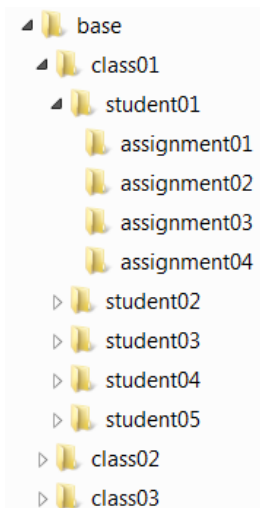 base
class01
student01
assignment01
assignment02
assignment03
assignment04
student02
student03
student04
student05
class02
class03